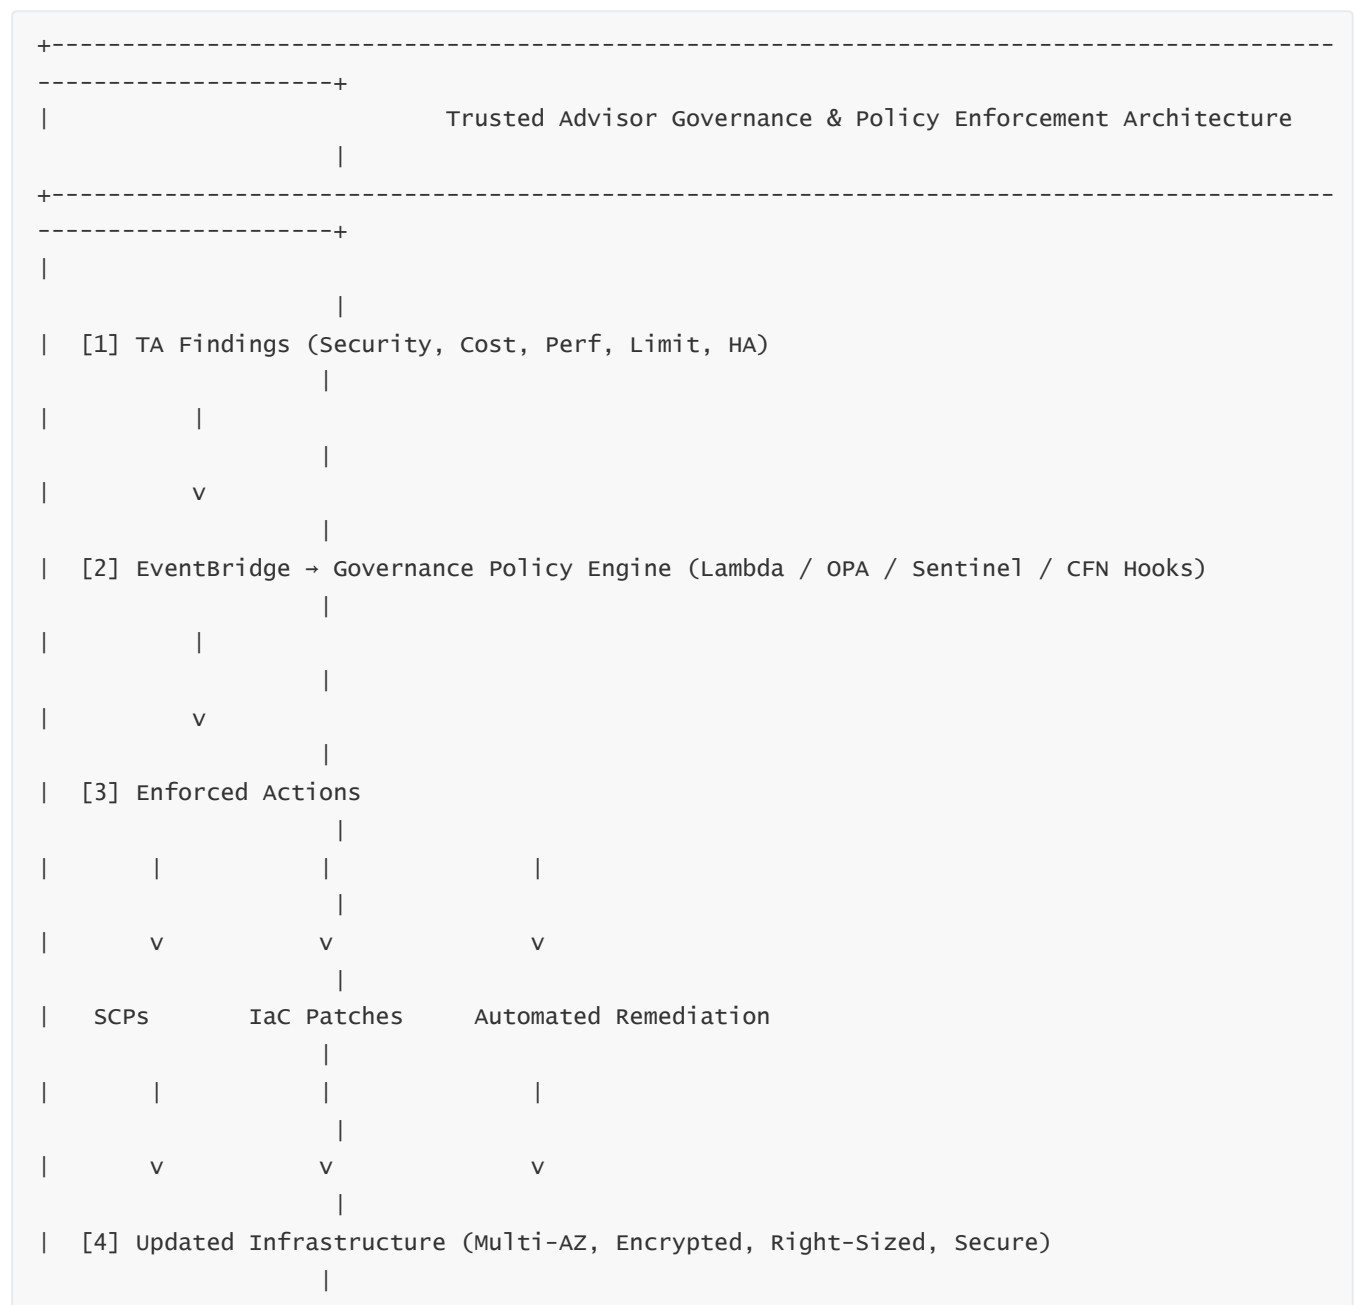 +-------------------------------------------------------------------------------------------
---------------------+
|                            Trusted Advisor Governance & Policy Enforcement Architecture
                     |
+-------------------------------------------------------------------------------------------
---------------------+
|
                     |
|  [1] TA Findings (Security, Cost, Perf, Limit, HA)
                    |
|          |
                    |
|          v
                    |
|  [2] EventBridge → Governance Policy Engine (Lambda / OPA / Sentinel / CFN Hooks)
                    |
|          |
                    |
|          v
                    |
|  [3] Enforced Actions
                     |
|       |           |              |
                     |
|       v           v              v
                     |
|   SCPs       IaC Patches     Automated Remediation
                    |
|       |           |              |
                     |
|       v           v              v
                     |
|  [4] Updated Infrastructure (Multi-AZ, Encrypted, Right-Sized, Secure)
                    |